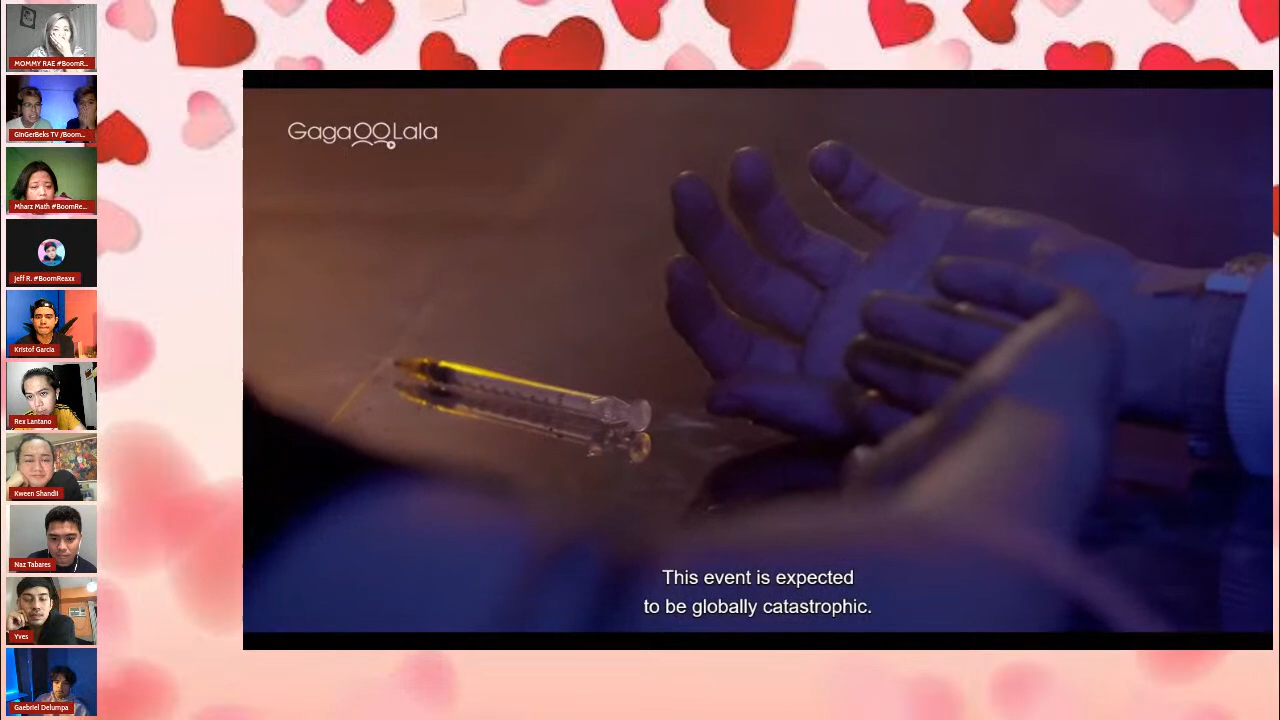 MOMMY RAE #BoomR...
GinGerBeks TV /Boom...
Mharz Math #BoomRe...
Jeff R. #BoomReaxx
Kristof Garcia
Rex Lantano
Kween Shandii
Naz Tabares
Yves
Gaebriel Delumpa
GagaOOLala
This event is expected
to be globally catastrophic.